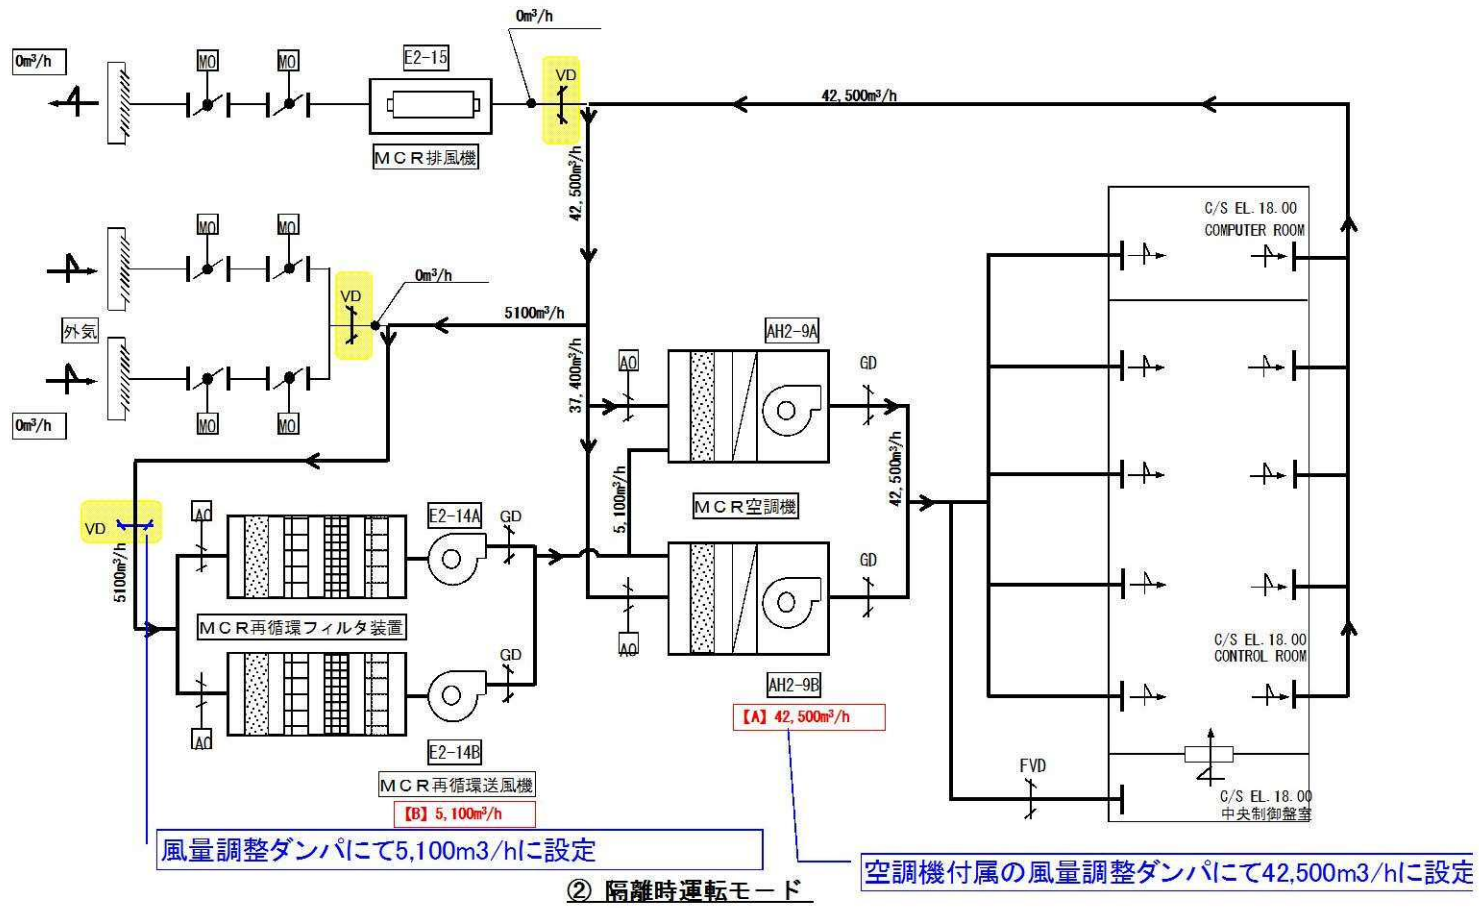 0m³/h
0m³/h
MO
MO
E2-15
VD
42,500m³/h
MCR排風機
42,500m³/h
C/S EL.18.00
COMPUTER ROOM
MO
MO
VD
0m³/h
5100m³/h
外気
AH2-9A
AO
GD
37,400m³/h
MO
MO
0m³/h
42,500m³/h
5,100m³/h
MCR空調機
VD
AO
E2-14A
GD
5100m³/h
GD
MCR再循環フィルタ装置
AO
C/S EL.18.00
CONTROL ROOM
GD
AH2-9B
【A】42,500m³/h
AO
E2-14B
MCR再循環送風機
【B】5,100m³/h
FVD
C/S EL.18.00
中央制御盤室
風量調整ダンパにて5,100m3/hに設定
空調機付属の風量調整ダンパにて42,500m3/hに設定
② 隔離時運転モード